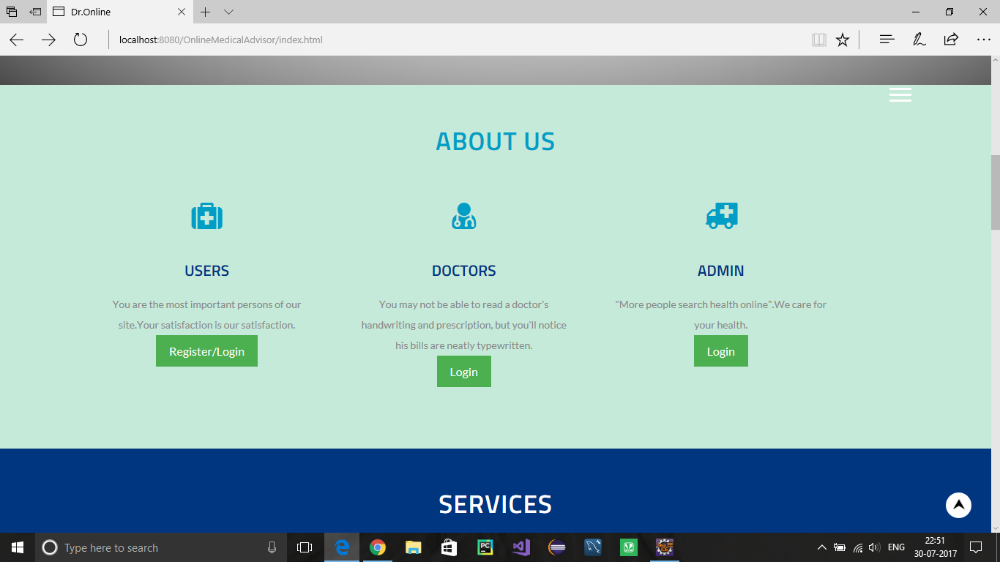 Dr.Online
localhost:8080/OnlineMedicalAdvisor/index.html
ABOUT US
USERS
You are the most important persons of our
site.Your satisfaction is our satisfaction.
Register/Login
DOCTORS
You may not be able to read a doctor's
handwriting and prescription, but you'll notice
his bills are neatly typewritten.
Login
ADMIN
"More people search health online".We care for
your health.
Login
SERVICES
Type here to search
PC
ENG
22:51
30-07-2017